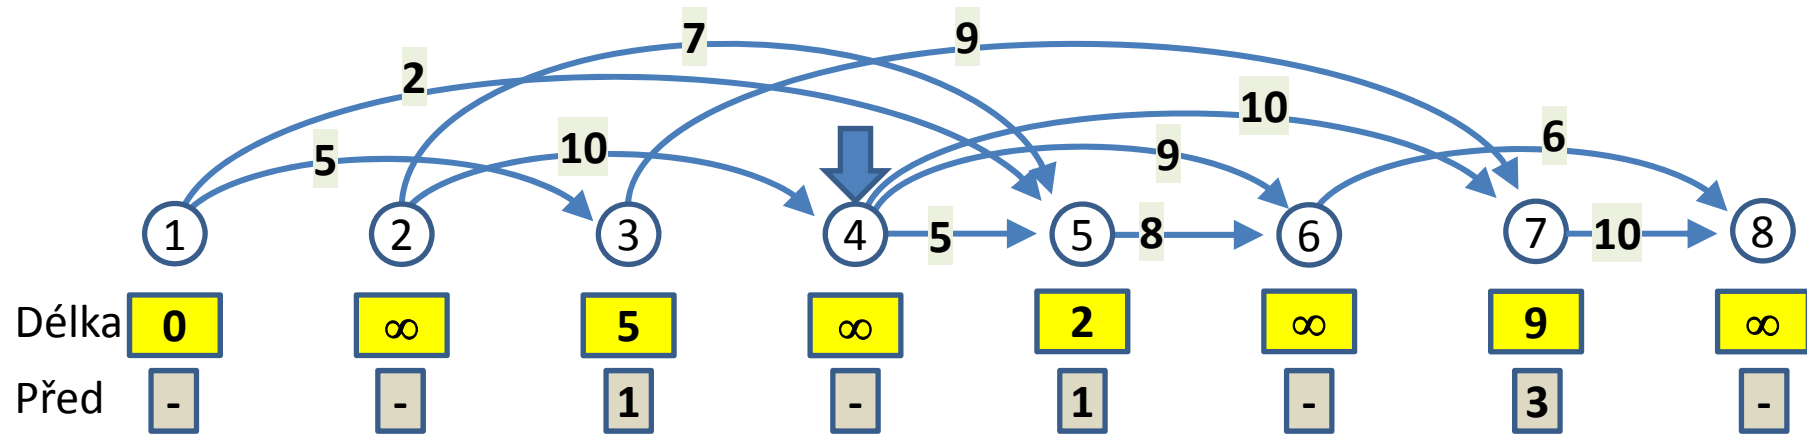 7 9
2 10 6
5 10 9
1 2 3 4 5 5 8 6 7 10 8
Délka 0 ∞ 5 ∞ 2 ∞ 9 ∞
Před - - 1 - 1 - 3 -